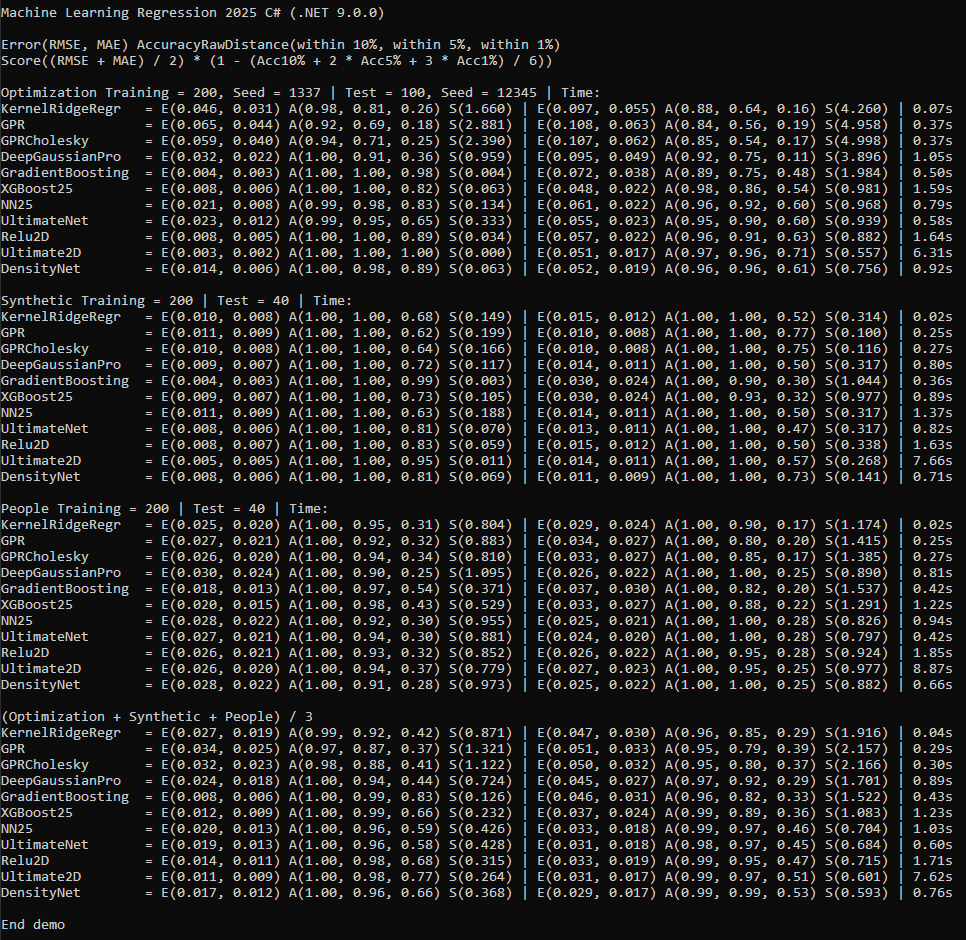 Machine Learning Regression 2025 C# (.NET 9.0.0)
Error(RMSE, MAE) AccuracyRawDistance(within 10%, within 5%, within 1%)
Score((RMSE + MAE) / 2) * (1 - (Acc10% + 2 * Acc5% + 3 * Acc1%) / 6))
Optimization Training = 200, Seed = 1337 | Test = 100, Seed = 12345 | Time:
KernelRidgeRegr   = E(0.046, 0.031) A(0.98, 0.81, 0.26) S(1.660) | E(0.097, 0.055) A(0.88, 0.64, 0.16) S(4.260) | 0.07s
GPR               = E(0.065, 0.044) A(0.92, 0.69, 0.18) S(2.881) | E(0.108, 0.063) A(0.84, 0.56, 0.19) S(4.958) | 0.37s
GPRCholesky       = E(0.059, 0.040) A(0.94, 0.71, 0.25) S(2.390) | E(0.107, 0.062) A(0.85, 0.54, 0.17) S(4.998) | 0.37s
DeepGaussianPro   = E(0.032, 0.022) A(1.00, 0.91, 0.36) S(0.959) | E(0.095, 0.049) A(0.92, 0.75, 0.11) S(3.896) | 1.05s
GradientBoosting  = E(0.004, 0.003) A(1.00, 1.00, 0.98) S(0.004) | E(0.072, 0.038) A(0.89, 0.75, 0.48) S(1.984) | 0.50s
XGBoost25         = E(0.008, 0.006) A(1.00, 1.00, 0.82) S(0.063) | E(0.048, 0.022) A(0.98, 0.86, 0.54) S(0.981) | 1.59s
NN25              = E(0.021, 0.008) A(0.99, 0.98, 0.83) S(0.134) | E(0.061, 0.022) A(0.96, 0.92, 0.60) S(0.968) | 0.79s
UltimateNet       = E(0.023, 0.012) A(0.99, 0.95, 0.65) S(0.333) | E(0.055, 0.023) A(0.95, 0.90, 0.60) S(0.939) | 0.58s
Relu2D            = E(0.008, 0.005) A(1.00, 1.00, 0.89) S(0.034) | E(0.057, 0.022) A(0.96, 0.91, 0.63) S(0.882) | 1.64s
Ultimate2D        = E(0.003, 0.002) A(1.00, 1.00, 1.00) S(0.000) | E(0.051, 0.017) A(0.97, 0.96, 0.71) S(0.557) | 6.31s
DensityNet        = E(0.014, 0.006) A(1.00, 0.98, 0.89) S(0.063) | E(0.052, 0.019) A(0.96, 0.96, 0.61) S(0.756) | 0.92s
Synthetic Training = 200 | Test = 40 | Time:
KernelRidgeRegr   = E(0.010, 0.008) A(1.00, 1.00, 0.68) S(0.149) | E(0.015, 0.012) A(1.00, 1.00, 0.52) S(0.314) | 0.02s
GPR               = E(0.011, 0.009) A(1.00, 1.00, 0.62) S(0.199) | E(0.010, 0.008) A(1.00, 1.00, 0.77) S(0.100) | 0.25s
GPRCholesky       = E(0.010, 0.008) A(1.00, 1.00, 0.64) S(0.166) | E(0.010, 0.008) A(1.00, 1.00, 0.75) S(0.116) | 0.27s
DeepGaussianPro   = E(0.009, 0.007) A(1.00, 1.00, 0.72) S(0.117) | E(0.014, 0.011) A(1.00, 1.00, 0.50) S(0.317) | 0.80s
GradientBoosting  = E(0.004, 0.003) A(1.00, 1.00, 0.99) S(0.003) | E(0.030, 0.024) A(1.00, 0.90, 0.30) S(1.044) | 0.36s
XGBoost25         = E(0.009, 0.007) A(1.00, 1.00, 0.73) S(0.105) | E(0.030, 0.024) A(1.00, 0.93, 0.32) S(0.977) | 0.89s
NN25              = E(0.011, 0.009) A(1.00, 1.00, 0.63) S(0.188) | E(0.014, 0.011) A(1.00, 1.00, 0.50) S(0.317) | 1.37s
UltimateNet       = E(0.008, 0.006) A(1.00, 1.00, 0.81) S(0.070) | E(0.013, 0.011) A(1.00, 1.00, 0.47) S(0.317) | 0.82s
Relu2D            = E(0.008, 0.007) A(1.00, 1.00, 0.83) S(0.059) | E(0.015, 0.012) A(1.00, 1.00, 0.50) S(0.338) | 1.63s
Ultimate2D        = E(0.005, 0.005) A(1.00, 1.00, 0.95) S(0.011) | E(0.014, 0.011) A(1.00, 1.00, 0.57) S(0.268) | 7.66s
DensityNet        = E(0.008, 0.006) A(1.00, 1.00, 0.81) S(0.069) | E(0.011, 0.009) A(1.00, 1.00, 0.73) S(0.141) | 0.71s
People Training = 200 | Test = 40 | Time:
KernelRidgeRegr   = E(0.025, 0.020) A(1.00, 0.95, 0.31) S(0.804) | E(0.029, 0.024) A(1.00, 0.90, 0.17) S(1.174) | 0.02s
GPR               = E(0.027, 0.021) A(1.00, 0.92, 0.32) S(0.883) | E(0.034, 0.027) A(1.00, 0.80, 0.20) S(1.415) | 0.25s
GPRCholesky       = E(0.026, 0.020) A(1.00, 0.94, 0.34) S(0.810) | E(0.033, 0.027) A(1.00, 0.85, 0.17) S(1.385) | 0.27s
DeepGaussianPro   = E(0.030, 0.024) A(1.00, 0.90, 0.25) S(1.095) | E(0.026, 0.022) A(1.00, 1.00, 0.25) S(0.890) | 0.81s
GradientBoosting  = E(0.018, 0.013) A(1.00, 0.97, 0.54) S(0.371) | E(0.037, 0.030) A(1.00, 0.82, 0.20) S(1.537) | 0.42s
XGBoost25         = E(0.020, 0.015) A(1.00, 0.98, 0.43) S(0.529) | E(0.033, 0.027) A(1.00, 0.88, 0.22) S(1.291) | 1.22s
NN25              = E(0.028, 0.022) A(1.00, 0.92, 0.30) S(0.955) | E(0.025, 0.021) A(1.00, 1.00, 0.28) S(0.826) | 0.94s
UltimateNet       = E(0.027, 0.021) A(1.00, 0.94, 0.30) S(0.881) | E(0.024, 0.020) A(1.00, 1.00, 0.28) S(0.797) | 0.42s
Relu2D            = E(0.026, 0.021) A(1.00, 0.93, 0.32) S(0.852) | E(0.026, 0.022) A(1.00, 0.95, 0.28) S(0.924) | 1.85s
Ultimate2D        = E(0.026, 0.020) A(1.00, 0.94, 0.37) S(0.779) | E(0.027, 0.023) A(1.00, 0.95, 0.25) S(0.977) | 8.87s
DensityNet        = E(0.028, 0.022) A(1.00, 0.91, 0.28) S(0.973) | E(0.025, 0.022) A(1.00, 1.00, 0.25) S(0.882) | 0.66s
(Optimization + Synthetic + People) / 3
KernelRidgeRegr   = E(0.027, 0.019) A(0.99, 0.92, 0.42) S(0.871) | E(0.047, 0.030) A(0.96, 0.85, 0.29) S(1.916) | 0.04s
GPR               = E(0.034, 0.025) A(0.97, 0.87, 0.37) S(1.321) | E(0.051, 0.033) A(0.95, 0.79, 0.39) S(2.157) | 0.29s
GPRCholesky       = E(0.032, 0.023) A(0.98, 0.88, 0.41) S(1.122) | E(0.050, 0.032) A(0.95, 0.80, 0.37) S(2.166) | 0.30s
DeepGaussianPro   = E(0.024, 0.018) A(1.00, 0.94, 0.44) S(0.724) | E(0.045, 0.027) A(0.97, 0.92, 0.29) S(1.701) | 0.89s
GradientBoosting  = E(0.008, 0.006) A(1.00, 0.99, 0.83) S(0.126) | E(0.046, 0.031) A(0.96, 0.82, 0.33) S(1.522) | 0.43s
XGBoost25         = E(0.012, 0.009) A(1.00, 0.99, 0.66) S(0.232) | E(0.037, 0.024) A(0.99, 0.89, 0.36) S(1.083) | 1.23s
NN25              = E(0.020, 0.013) A(1.00, 0.96, 0.59) S(0.426) | E(0.033, 0.018) A(0.99, 0.97, 0.46) S(0.704) | 1.03s
UltimateNet       = E(0.019, 0.013) A(1.00, 0.96, 0.58) S(0.428) | E(0.031, 0.018) A(0.98, 0.97, 0.45) S(0.684) | 0.60s
Relu2D            = E(0.014, 0.011) A(1.00, 0.98, 0.68) S(0.315) | E(0.033, 0.019) A(0.99, 0.95, 0.47) S(0.715) | 1.71s
Ultimate2D        = E(0.011, 0.009) A(1.00, 0.98, 0.77) S(0.264) | E(0.031, 0.017) A(0.99, 0.97, 0.51) S(0.601) | 7.62s
DensityNet        = E(0.017, 0.012) A(1.00, 0.96, 0.66) S(0.368) | E(0.029, 0.017) A(0.99, 0.99, 0.53) S(0.593) | 0.76s
End demo